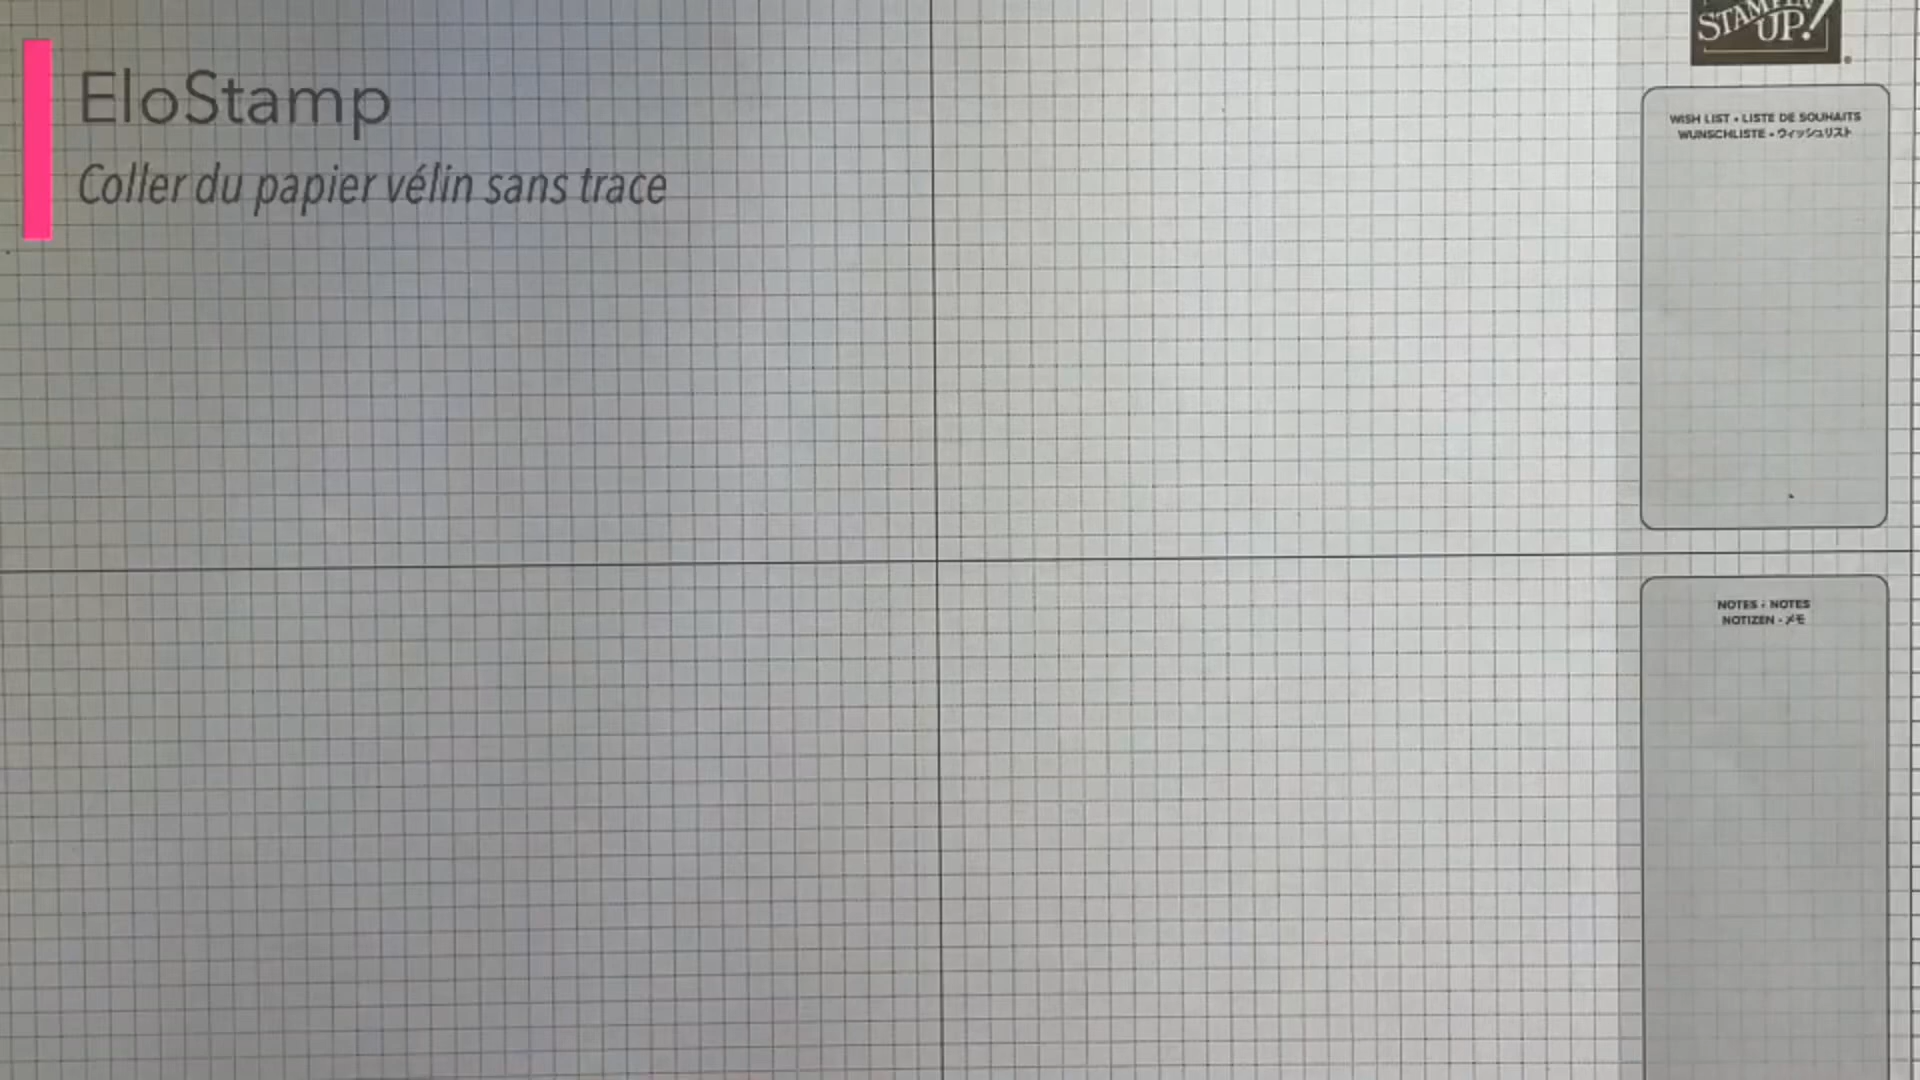 EloStamp
Coller du papier vélin sans trace
STAMPIN'
UP!
WISH LIST • LISTE DE SOUHAITS
WUNSCHLISTE • ウィッシュリスト
NOTES • NOTES
NOTIZEN • メモ